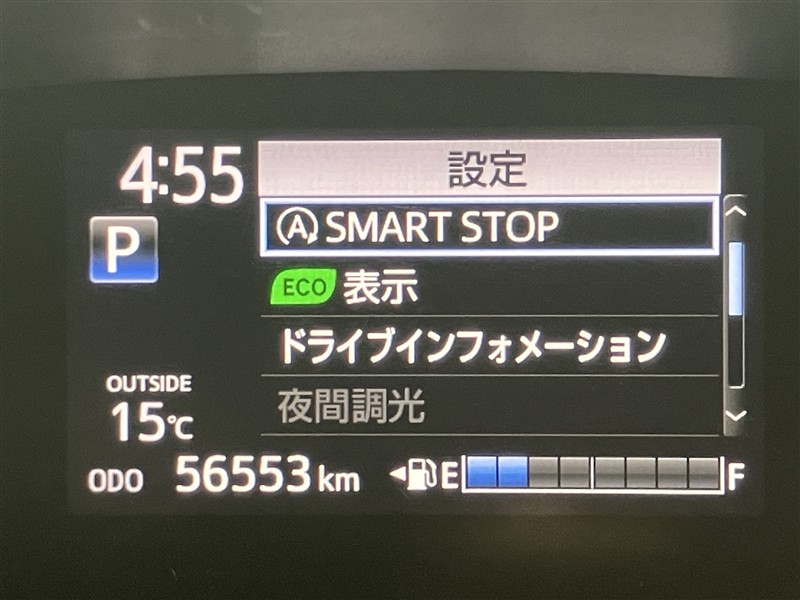 4:55
設定
P
Ⓐ SMART STOP
ECO 表示
ドライブインフォメーション
夜間調光
OUTSIDE
15℃
ODO 56553 km
E F